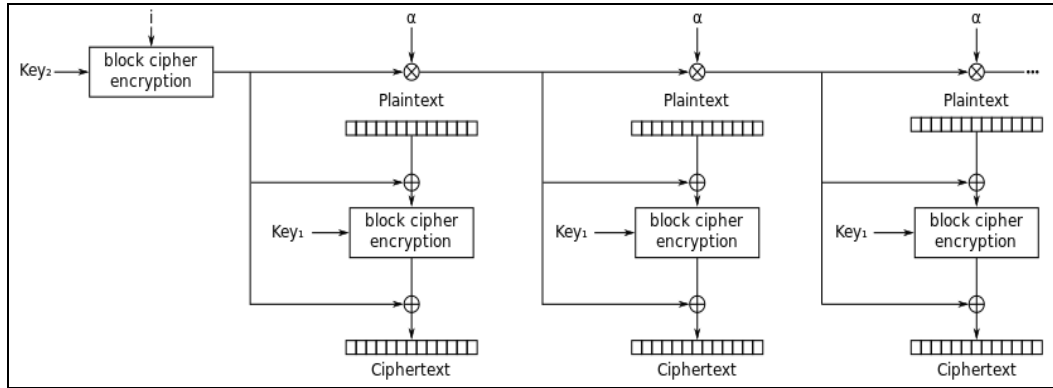 i
α
α
α
Key₂
block cipher
encryption
...
Plaintext
Plaintext
Plaintext
Key₁
block cipher
encryption
Key₁
block cipher
encryption
Key₁
block cipher
encryption
Ciphertext
Ciphertext
Ciphertext